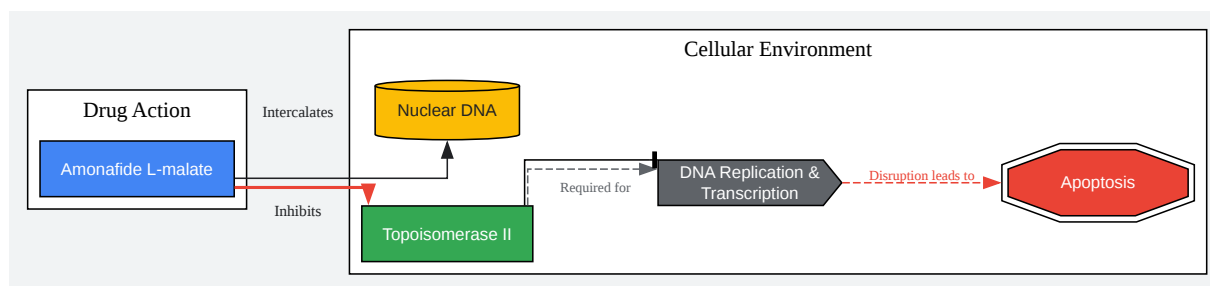 Cellular Environment
Drug Action
Intercalates
Nuclear DNA
Amonafide L-malate
Inhibits
Topoisomerase II
Required for
DNA Replication &
Transcription
Disruption leads to
Apoptosis